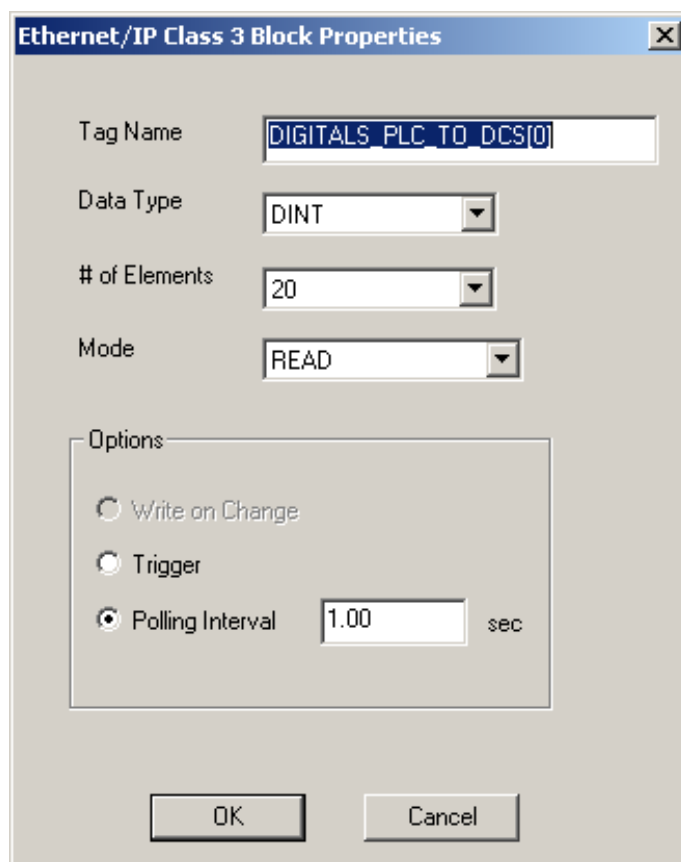 Ethernet/IP Class 3 Block Properties
Tag Name DIGITALS_PLC_TO_DCS[0]
Data Type DINT
# of Elements 20
Mode READ
Options
Write on Change
Trigger
Polling Interval 1.00 sec
OK Cancel